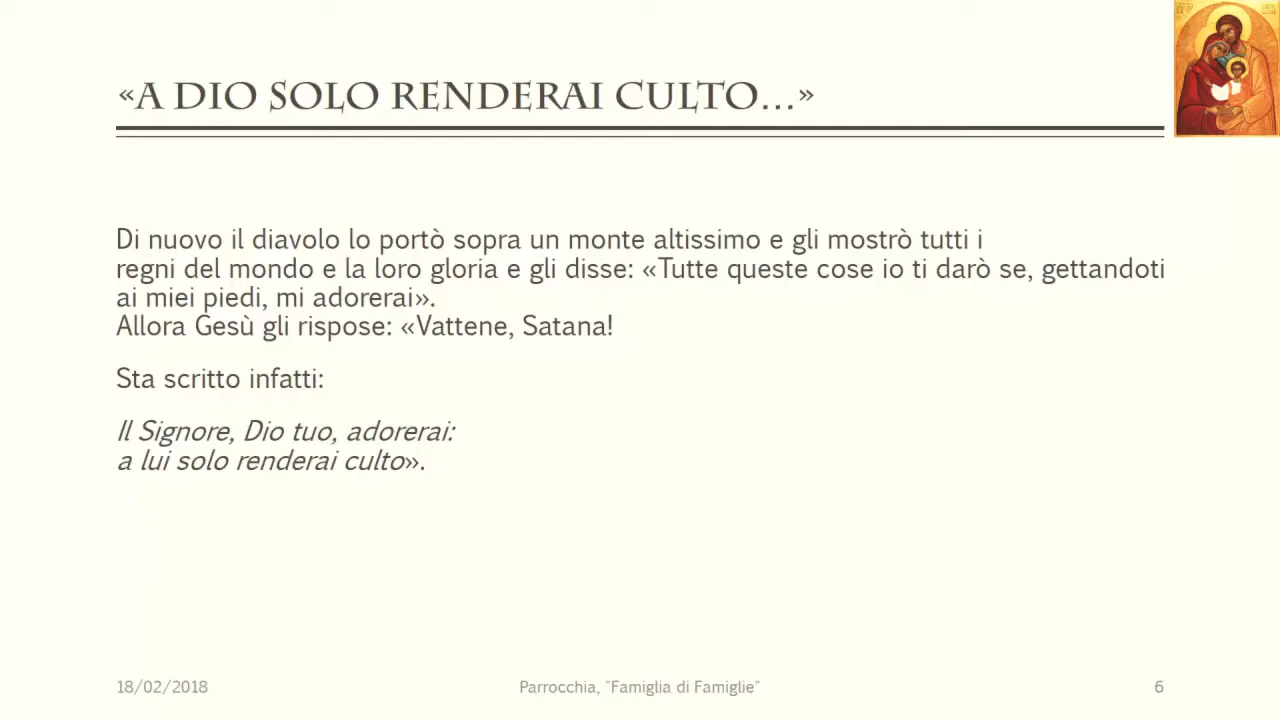 «A DIO SOLO RENDERAI CULTO…»
Di nuovo il diavolo lo portò sopra un monte altissimo e gli mostrò tutti i
regni del mondo e la loro gloria e gli disse: «Tutte queste cose io ti darò se, gettandoti
ai miei piedi, mi adorerai».
Allora Gesù gli rispose: «Vattene, Satana!
Sta scritto infatti:
Il Signore, Dio tuo, adorerai:
a lui solo renderai culto».
18/02/2018
Parrocchia, "Famiglia di Famiglie"
6